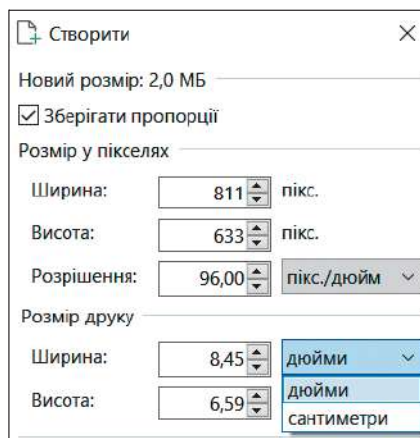 Створити
Новий розмір: 2,0 МБ
Зберігати пропорції
Розмір у пікселях
Ширина: 811 пікс.
Висота: 633 пікс.
Розрішення: 96,00 пікс./дюйм
Розмір друку
Ширина: 8,45 дюйми
дюйми
Висота: 6,59
сантиметри